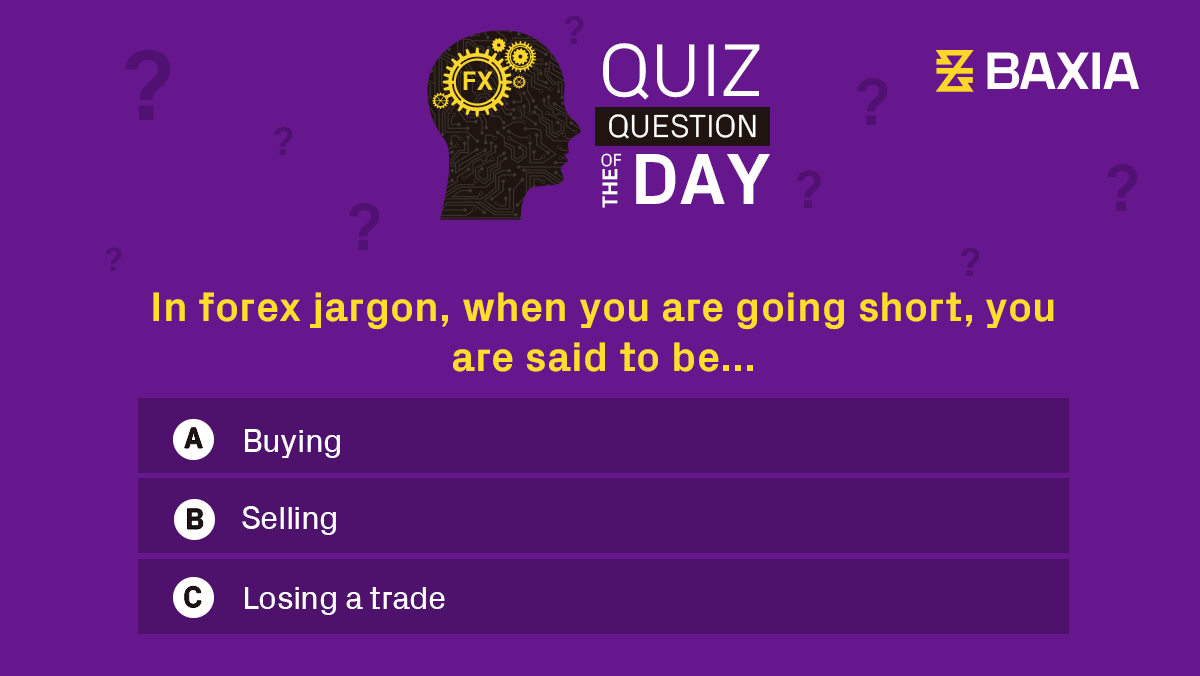 FX
QUIZ
QUESTION
OF THE
DAY
BAXIA
In forex jargon, when you are going short, you
are said to be...
A Buying
B Selling
C Losing a trade